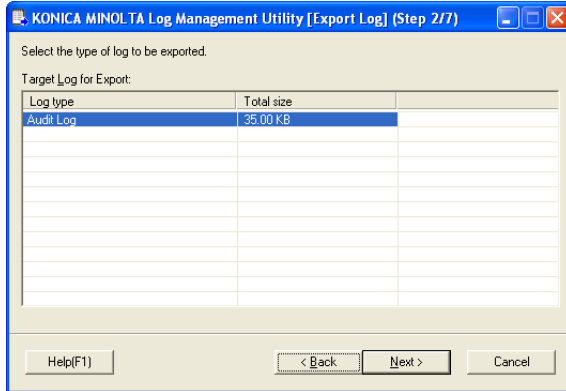 KONICA MINOLTA Log Management Utility [Export Log] (Step 2/7)
Select the type of log to be exported.
Target Log for Export:
Log type Total size
Audit Log 35.00 KB
Help(F1) < Back Next > Cancel